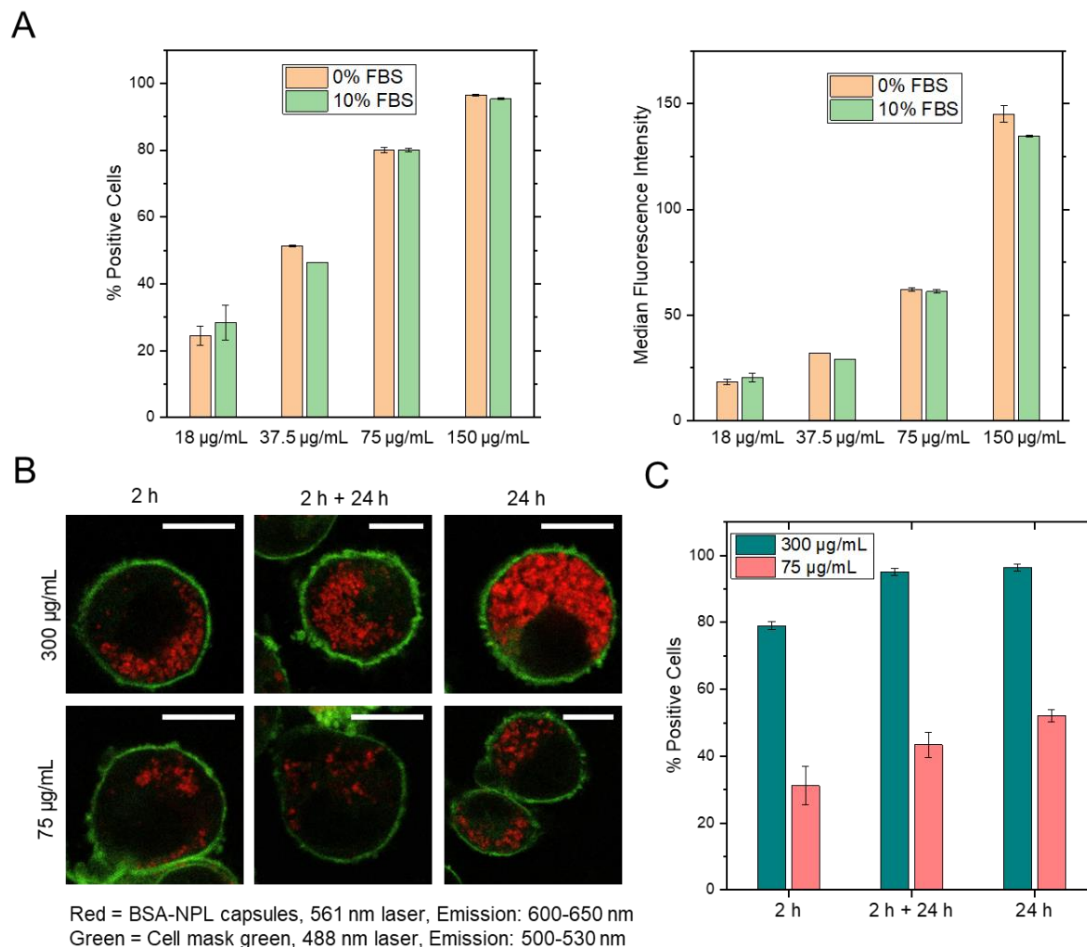 A
0% FBS
10% FBS
% Positive Cells
100
80
60
40
20
0
18 µg/mL 37.5 µg/mL 75 µg/mL 150 µg/mL
0% FBS
10% FBS
Median Fluorescence Intensity
150
100
50
0
18 µg/mL 37.5 µg/mL 75 µg/mL 150 µg/mL
B
2 h 2 h + 24 h 24 h
300 µg/mL
75 µg/mL
Red = BSA-NPL capsules, 561 nm laser, Emission: 600-650 nm
Green = Cell mask green, 488 nm laser, Emission: 500-530 nm
C
300 µg/mL
75 µg/mL
% Positive Cells
100
80
60
40
20
0
2 h 2 h + 24 h 24 h